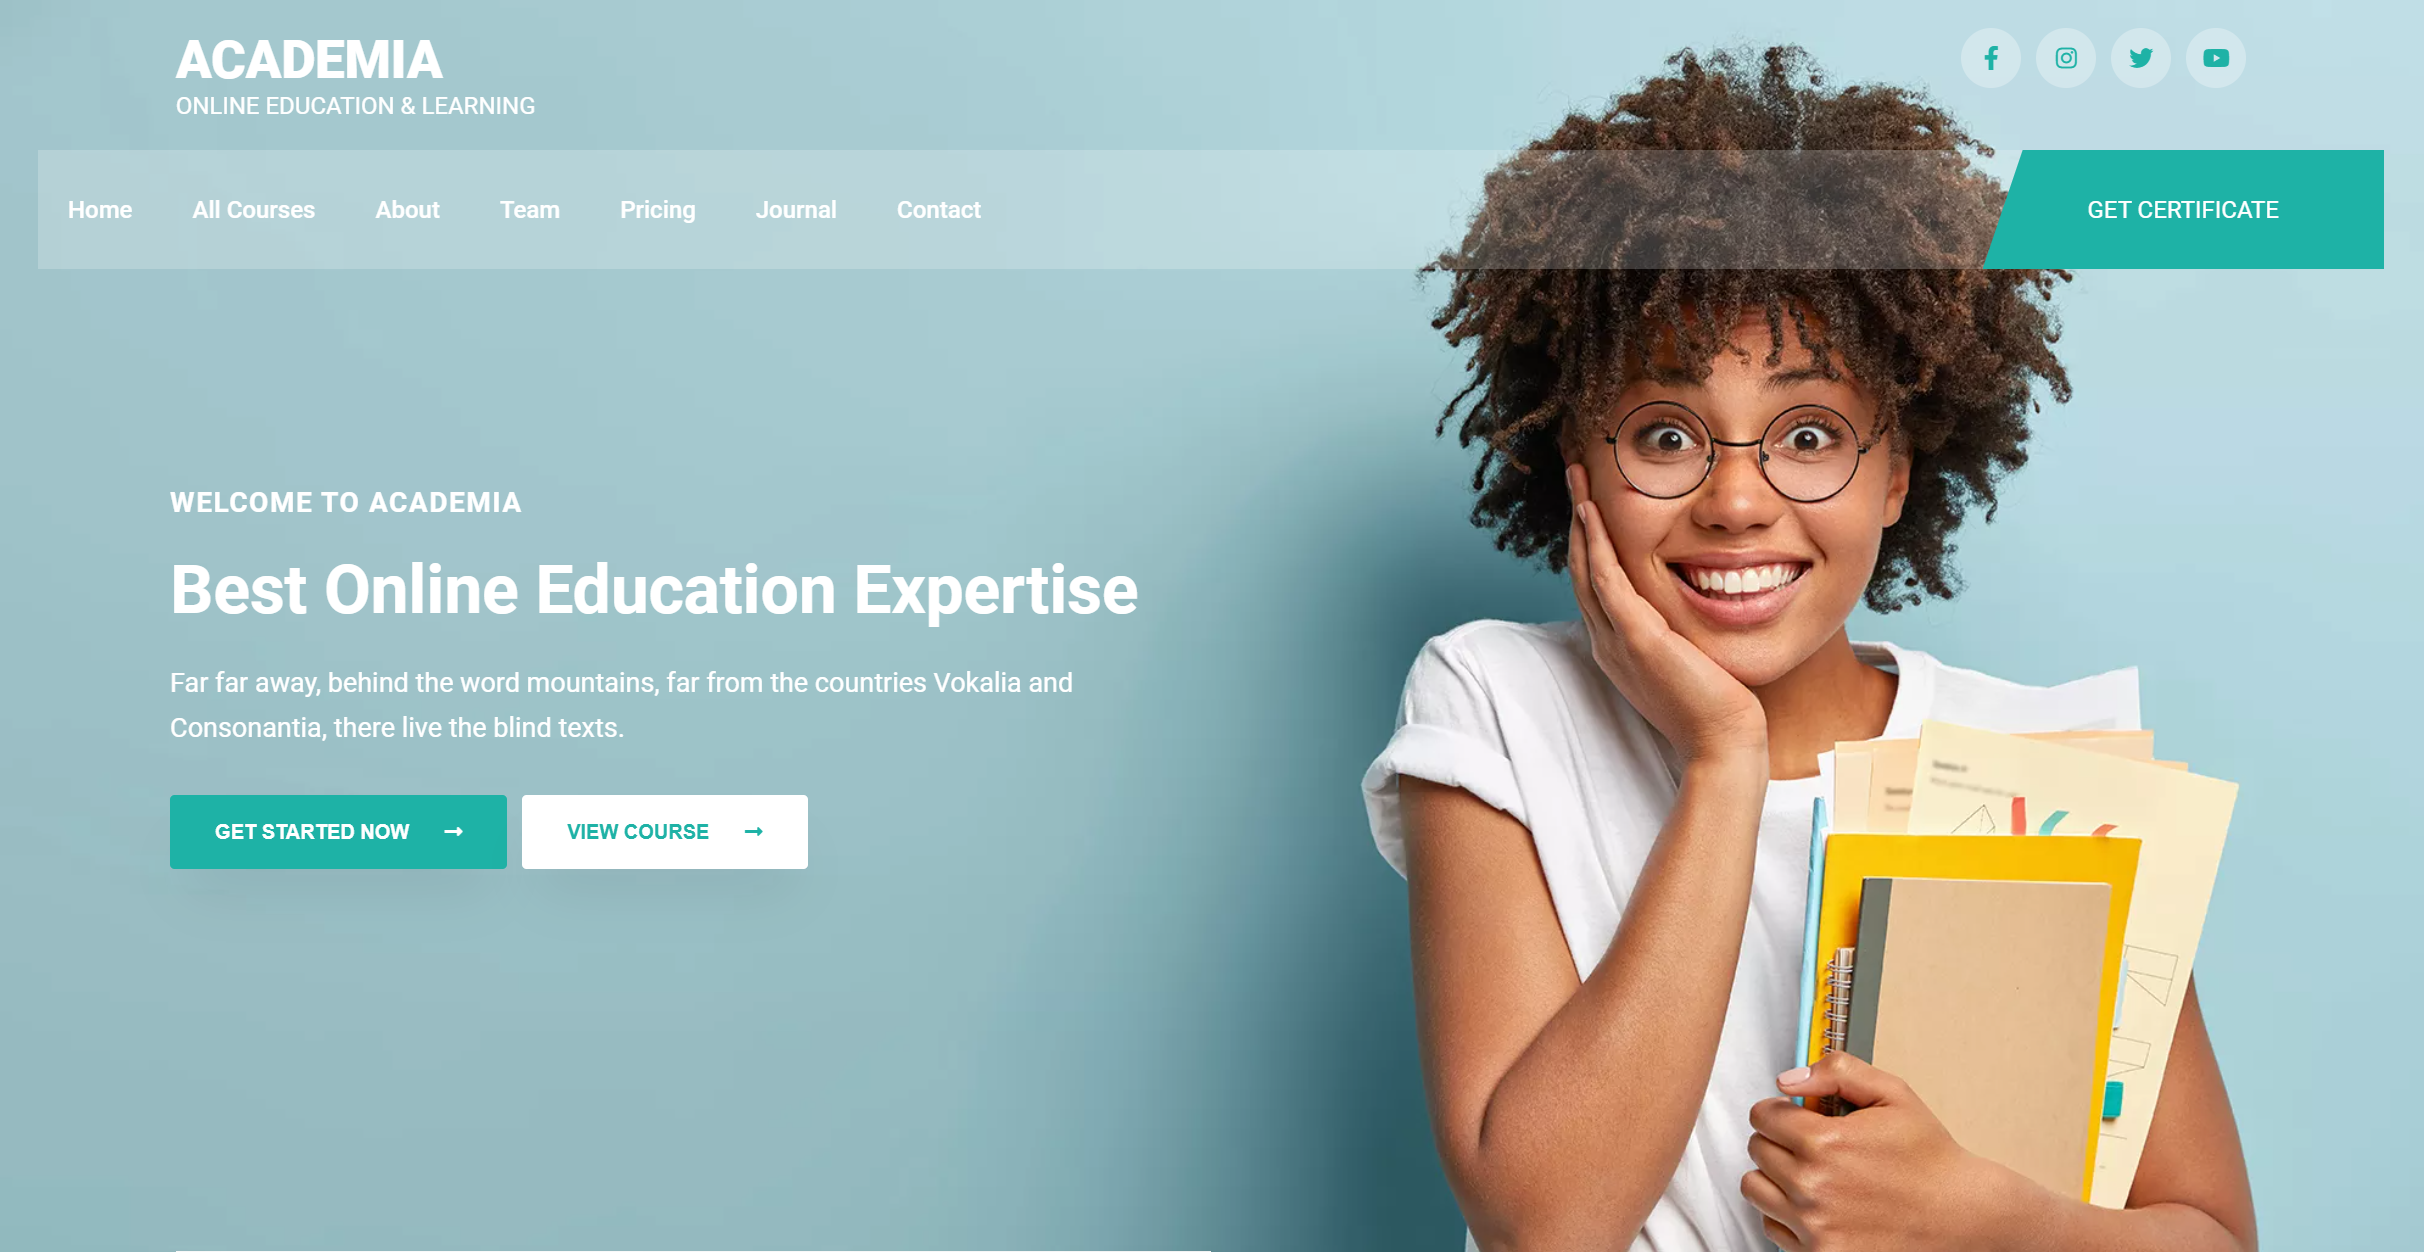 ACADEMIA
ONLINE EDUCATION & LEARNING
Home All Courses About Team Pricing Journal Contact
GET CERTIFICATE
WELCOME TO ACADEMIA
Best Online Education Expertise
Far far away, behind the word mountains, far from the countries Vokalia and
Consonantia, there live the blind texts.
GET STARTED NOW
VIEW COURSE